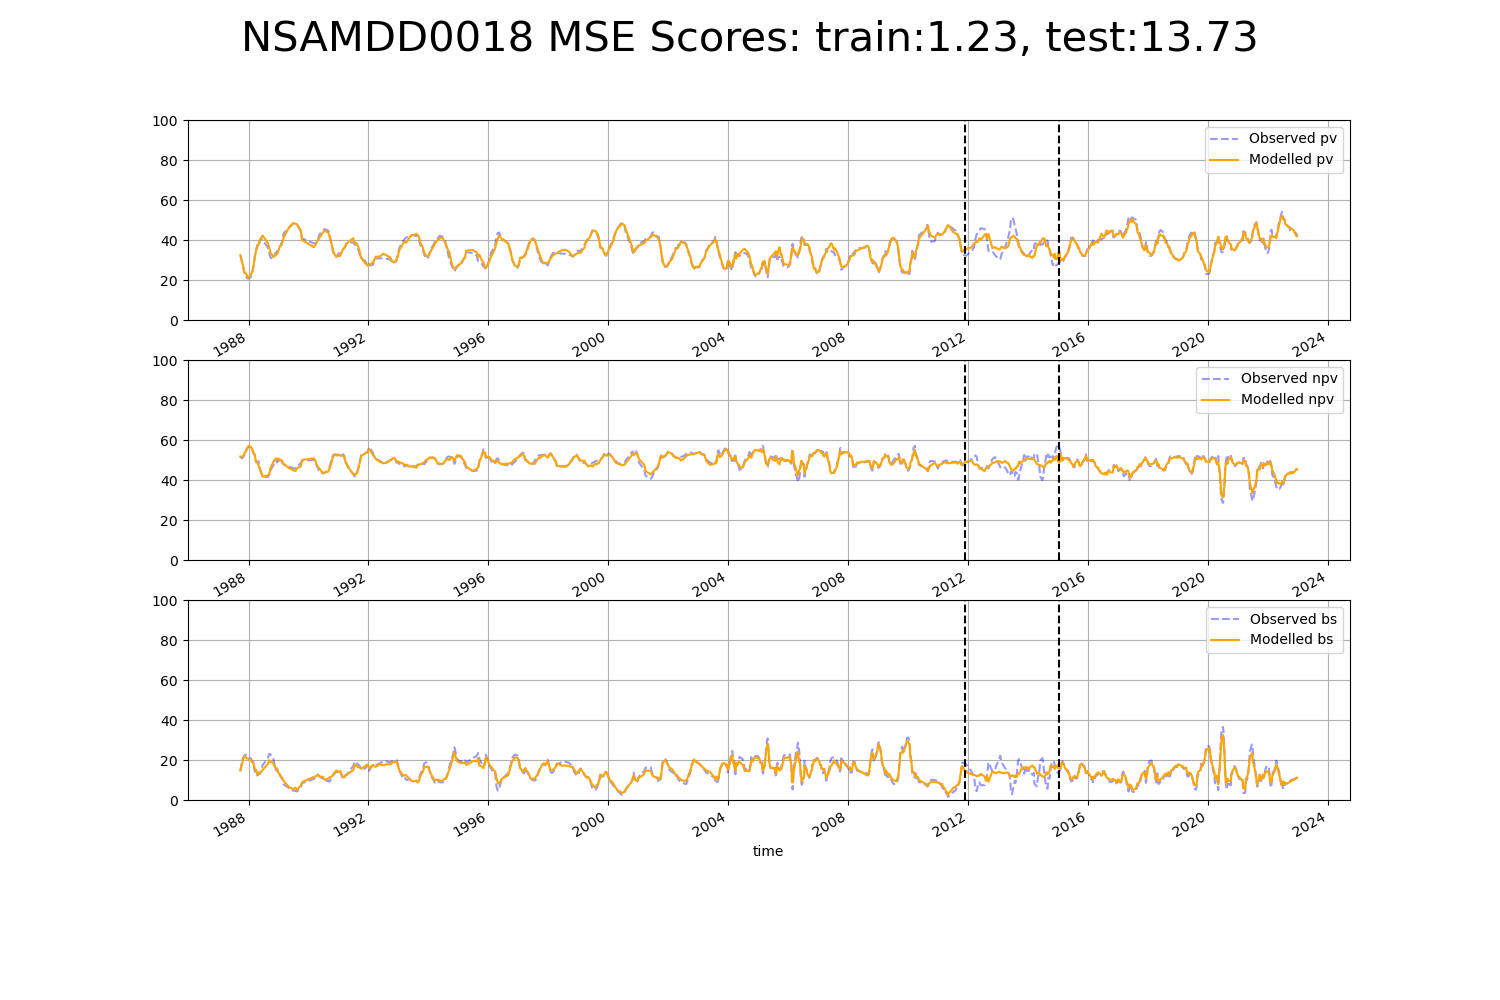 NSAMDD0018 MSE Scores: train:1.23, test:13.73
100
80
60
40
20
0
Observed pv
Modelled pv
1988 1992 1996 2000 2004 2008 2012 2016 2020 2024
100
80
60
40
20
0
Observed npv
Modelled npv
1988 1992 1996 2000 2004 2008 2012 2016 2020 2024
100
80
60
40
20
0
Observed bs
Modelled bs
1988 1992 1996 2000 2004 2008 2012 2016 2020 2024
time